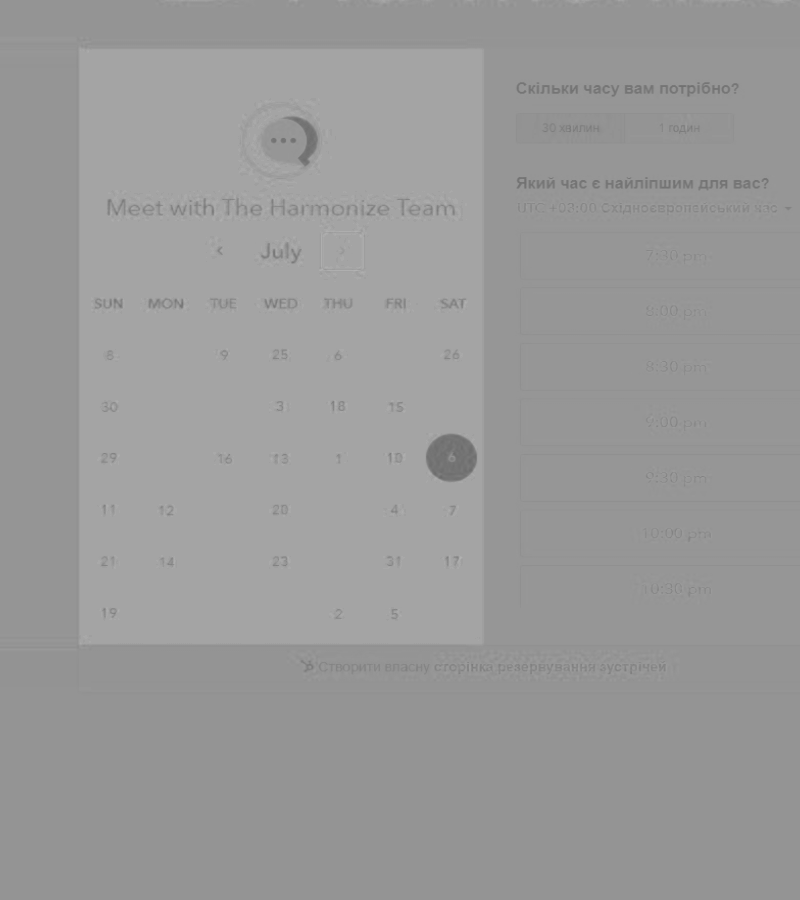 Meet with The Harmonize Team
July
SUN MON TUE WED THU FRI SAT
8 9 25 6 26
30 3 18 15
29 16 13 1 10 6
11 12 20 4 7
21 14 23 31 17
19 2 5
Скільки часу вам потрібно?
30 хвилин 1 годин
Який час є найліпшим для вас?
UTC +03:00 Східноєвропейський час
7:30 pm
8:00 pm
8:30 pm
9:00 pm
9:30 pm
10:00 pm
10:30 pm
Створити власну сторінка резервування зустрічей